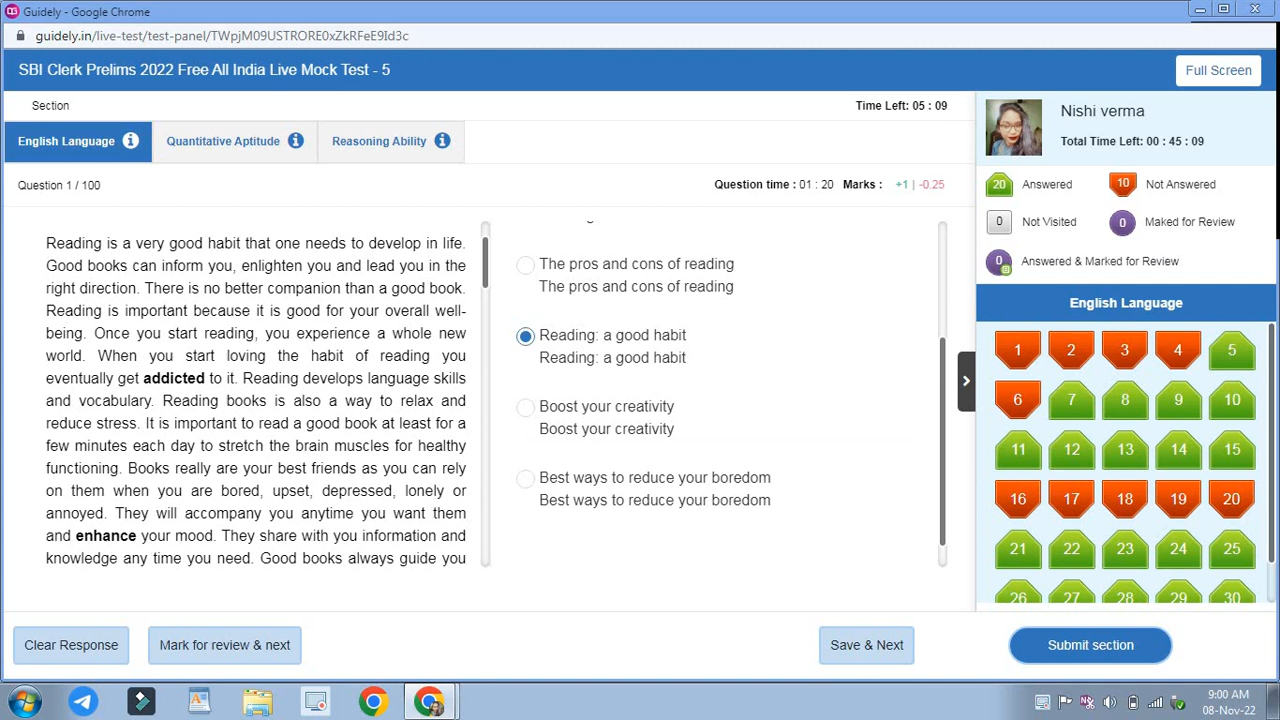 Guidely - Google Chrome
guidely.in/live-test/test-panel/TWpjM09USTRORE0xZkRFeE9Id3c
SBI Clerk Prelims 2022 Free All India Live Mock Test - 5
Full Screen
Section
Time Left: 05 : 09
English Language
Quantitative Aptitude
Reasoning Ability
Nishi verma
Total Time Left: 00 : 45 : 09
Question 1 / 100
Question time : 01 : 20 Marks : +1 | -0.25
20 Answered
10 Not Answered
0 Not Visited
0 Maked for Review
0 Answered & Marked for Review
Reading is a very good habit that one needs to develop in life.
Good books can inform you, enlighten you and lead you in the
right direction. There is no better companion than a good book.
Reading is important because it is good for your overall well-
being. Once you start reading, you experience a whole new
world. When you start loving the habit of reading you
eventually get addicted to it. Reading develops language skills
and vocabulary. Reading books is also a way to relax and
reduce stress. It is important to read a good book at least for a
few minutes each day to stretch the brain muscles for healthy
functioning. Books really are your best friends as you can rely
on them when you are bored, upset, depressed, lonely or
annoyed. They will accompany you anytime you want them
and enhance your mood. They share with you information and
knowledge any time you need. Good books always guide you
The pros and cons of reading
The pros and cons of reading
Reading: a good habit
Reading: a good habit
Boost your creativity
Boost your creativity
Best ways to reduce your boredom
Best ways to reduce your boredom
English Language
1 2 3 4 5
6 7 8 9 10
11 12 13 14 15
16 17 18 19 20
21 22 23 24 25
26 27 28 29 30
Clear Response
Mark for review & next
Save & Next
Submit section
9:00 AM
08-Nov-22